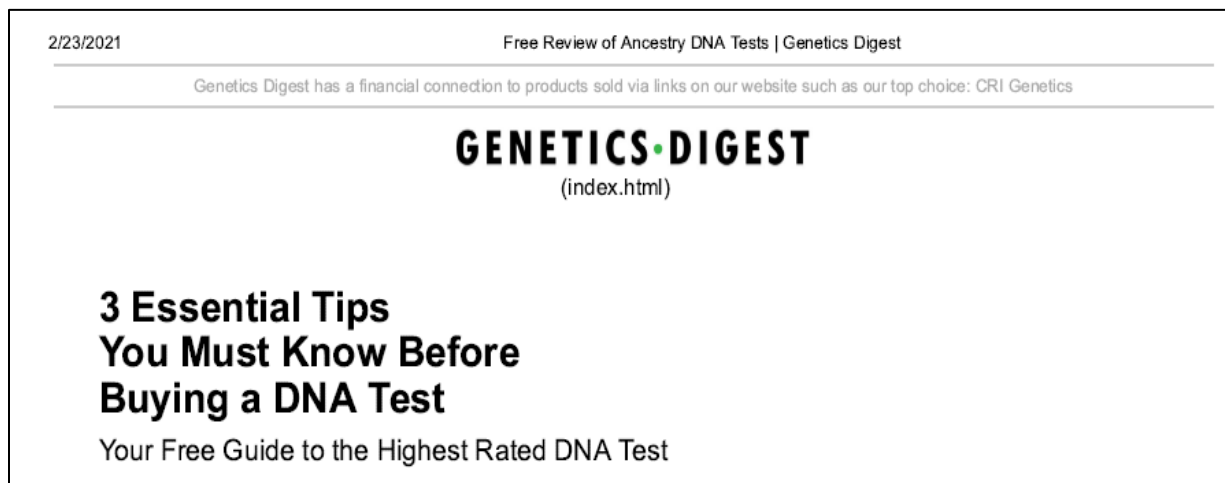 2/23/2021 Free Review of Ancestry DNA Tests | Genetics Digest
Genetics Digest has a financial connection to products sold via links on our website such as our top choice: CRI Genetics
GENETICS•DIGEST
(index.html)
3 Essential Tips
You Must Know Before
Buying a DNA Test
Your Free Guide to the Highest Rated DNA Test